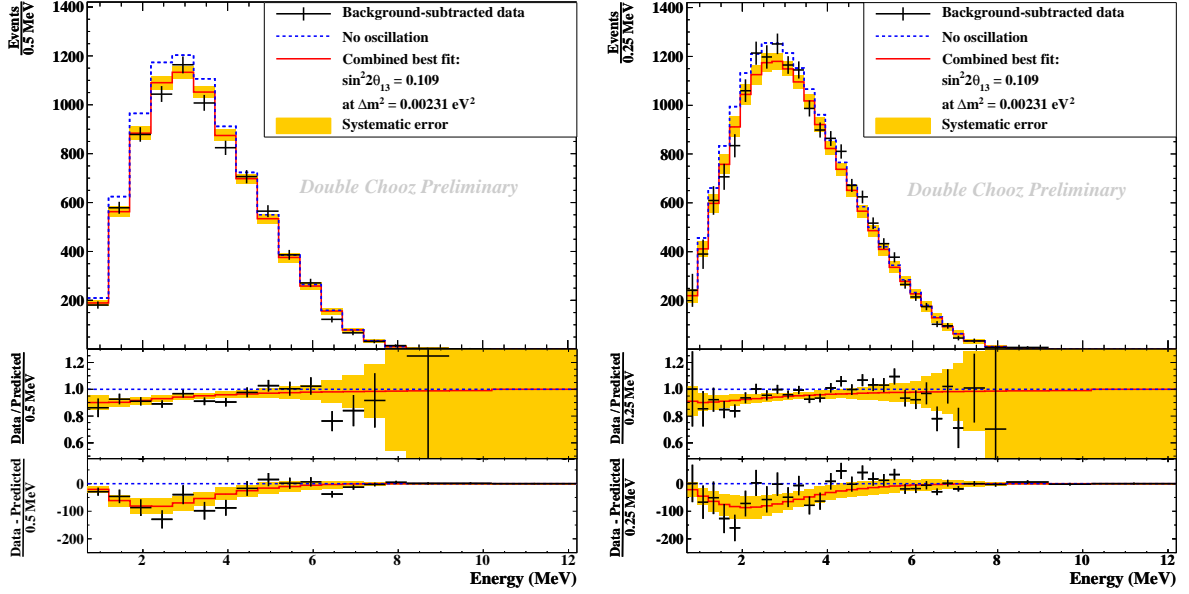 Events
0.5 MeV
1400
1200
1000
800
600
400
200
Background-subtracted data
No oscillation
Combined best fit:
sin²2θ₁₃ = 0.109
at Δm² = 0.00231 eV²
Systematic error
Double Chooz Preliminary
Data / Predicted
0.5 MeV
1.2
1.0
0.8
0.6
Data - Predicted
0.5 MeV
0
-100
-200
2 4 6 8 10 12
Energy (MeV)
Events
0.25 MeV
1400
1200
1000
800
600
400
200
Background-subtracted data
No oscillation
Combined best fit:
sin²2θ₁₃ = 0.109
at Δm² = 0.00231 eV²
Systematic error
Double Chooz Preliminary
Data / Predicted
0.25 MeV
1.2
1.0
0.8
0.6
Data - Predicted
0.25 MeV
0
-100
-200
2 4 6 8 10 12
Energy (MeV)